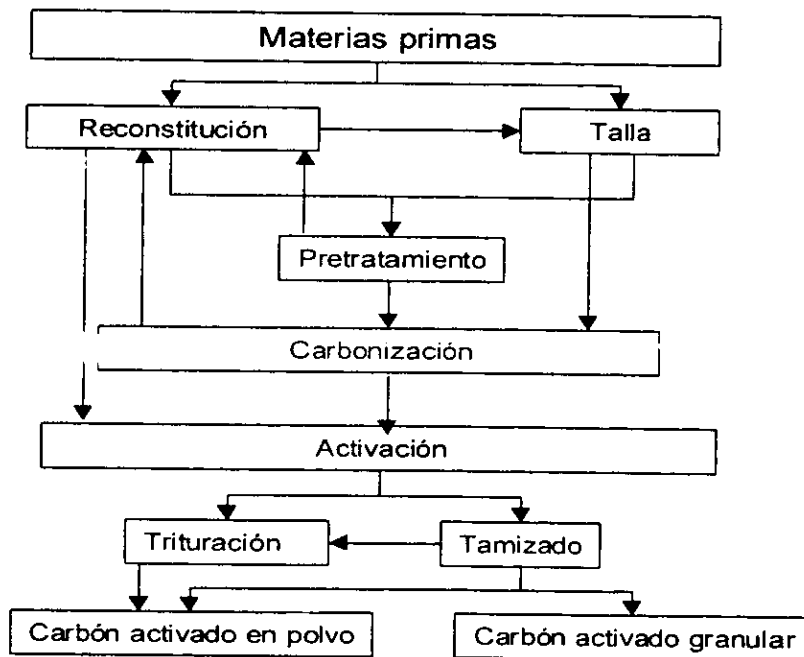 Materias primas
Reconstitución
Talla
Pretratamiento
Carbonización
Activación
Trituración
Tamizado
Carbón activado en polvo
Carbón activado granular